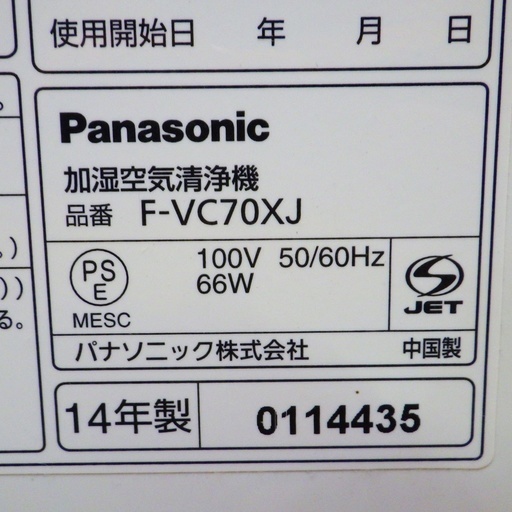 使用開始日 年 月 日
。
Panasonic
加湿空気清浄機
品番 F-VC70XJ
。)
))
る。
PS
E
MESC
100V 50/60Hz
66W
S
JET
パナソニック株式会社 中国製
14年製 0114435